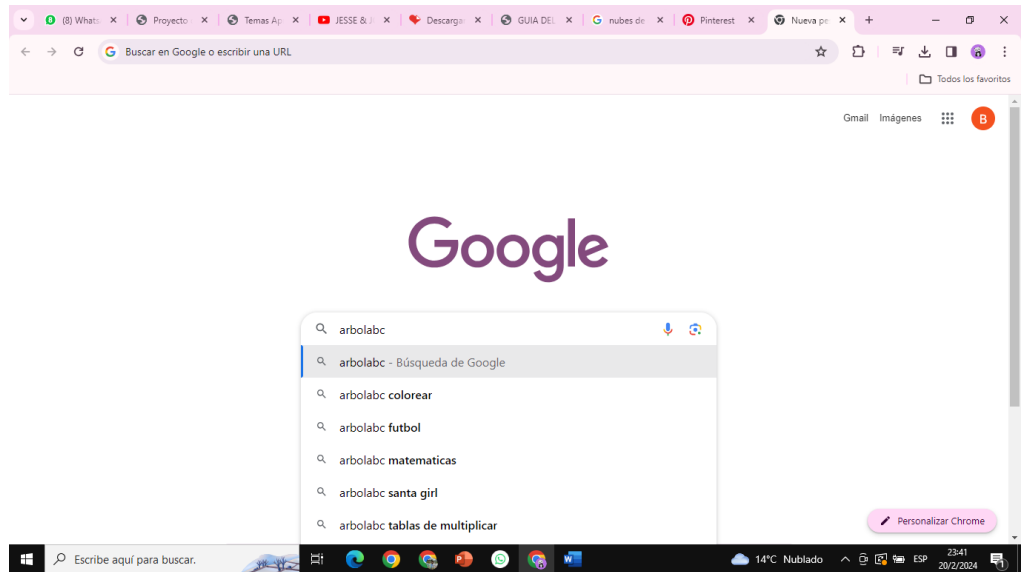 (8) Whats
Proyecto
Temas Ap
JESSE & J
Descargar
GUIA DEL
nubes de
Pinterest
Nueva pe
Buscar en Google o escribir una URL
Todos los favoritos
Gmail Imágenes
B
Google
arbolabc
arbolabc - Búsqueda de Google
arbolabc colorear
arbolabc futbol
arbolabc matematicas
arbolabc santa girl
arbolabc tablas de multiplicar
Personalizar Chrome
Escribe aquí para buscar.
14°C Nublado
ESP
23:41
20/2/2024